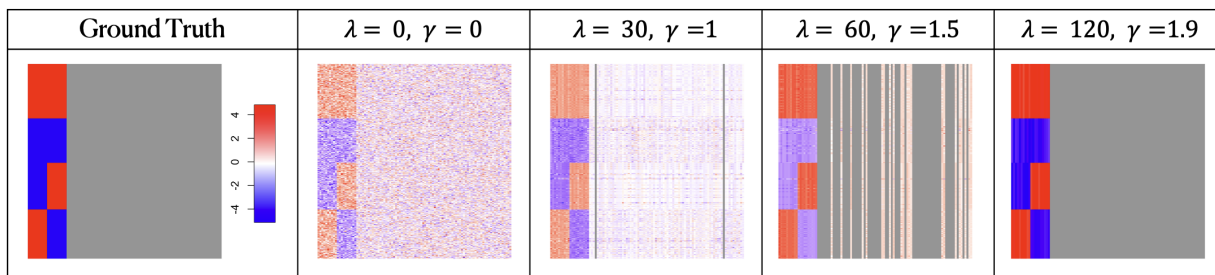 Ground Truth
λ = 0, γ = 0
λ = 30, γ =1
λ = 60, γ =1.5
λ = 120, γ =1.9
4
2
0
-2
-4